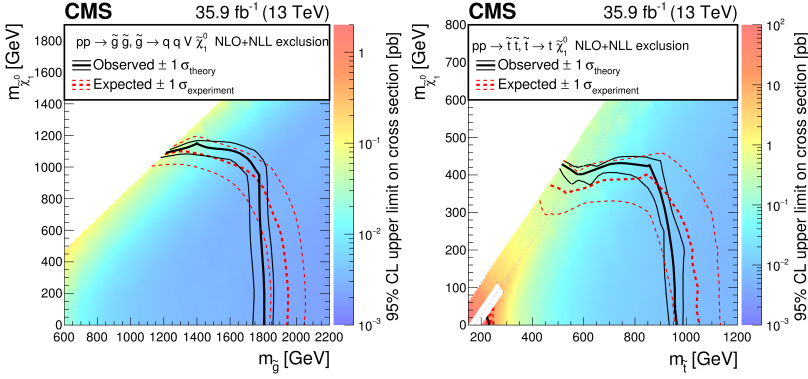 CMS 35.9 fb⁻¹ (13 TeV)
pp → g̃ g̃, g̃ → q q V χ̃⁰₁ NLO+NLL exclusion
Observed ± 1 σ_theory
Expected ± 1 σ_experiment
m_χ̃⁰₁ [GeV]
1800
1600
1400
1200
1000
800
600
400
200
0
600 800 1000 1200 1400 1600 1800 2000 2200
m_g̃ [GeV]
1
10⁻¹
10⁻²
10⁻³
95% CL upper limit on cross section [pb]
CMS 35.9 fb⁻¹ (13 TeV)
pp → t̃ t̃, t̃ → t χ̃⁰₁ NLO+NLL exclusion
Observed ± 1 σ_theory
Expected ± 1 σ_experiment
m_χ̃⁰₁ [GeV]
800
700
600
500
400
300
200
100
0
200 400 600 800 1000 1200
m_t̃ [GeV]
10²
10
1
10⁻¹
10⁻²
10⁻³
95% CL upper limit on cross section [pb]